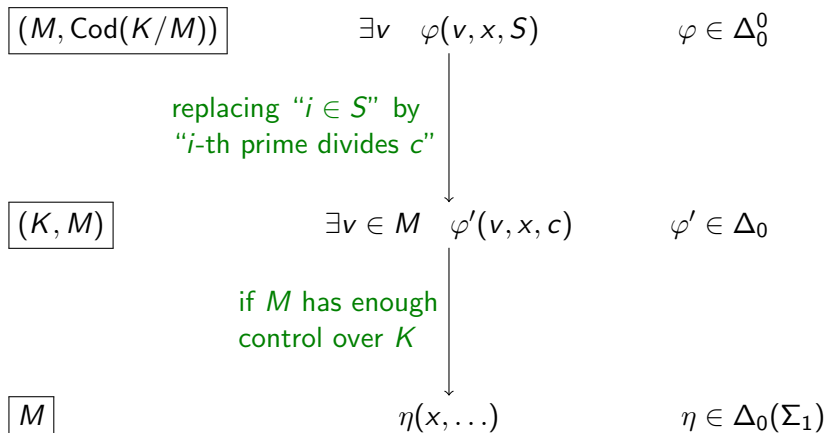 (M, Cod(K/M)) ∃v φ(v, x, S) φ ∈ Δ⁰₀
replacing “i ∈ S” by
“i-th prime divides c”
(K, M) ∃v ∈ M φ′(v, x, c) φ′ ∈ Δ₀
if M has enough
control over K
M η(x, . . .) η ∈ Δ₀(Σ₁)